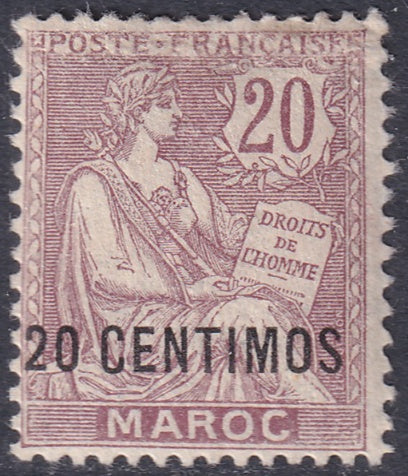 POSTE·FRANÇAISE
20
DROITS
DE
L'HOMME
20 CENTIMOS
MAROC